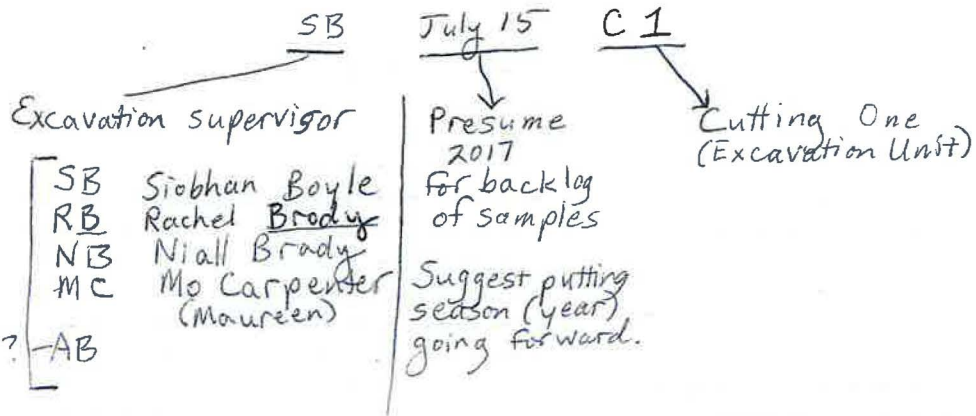 SB July 15 C 1
Excavation supervisor
SB Siobhan Boyle
RB Rachel Brody
NB Niall Brady
MC Mo Carpenter
(Maureen)
? AB
Presume
2017
for backlog
of samples
Suggest putting
season (year)
going forward.
Cutting One
(Excavation Unit)